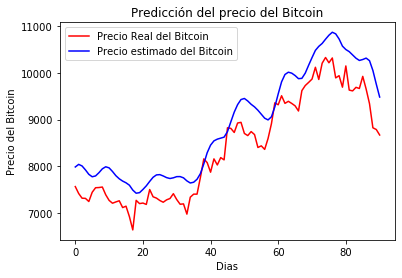 Predicción del precio del Bitcoin
Precio Real del Bitcoin
Precio estimado del Bitcoin
Precio del Bitcoin
11000
10000
9000
8000
7000
0
20
40
60
80
Dias